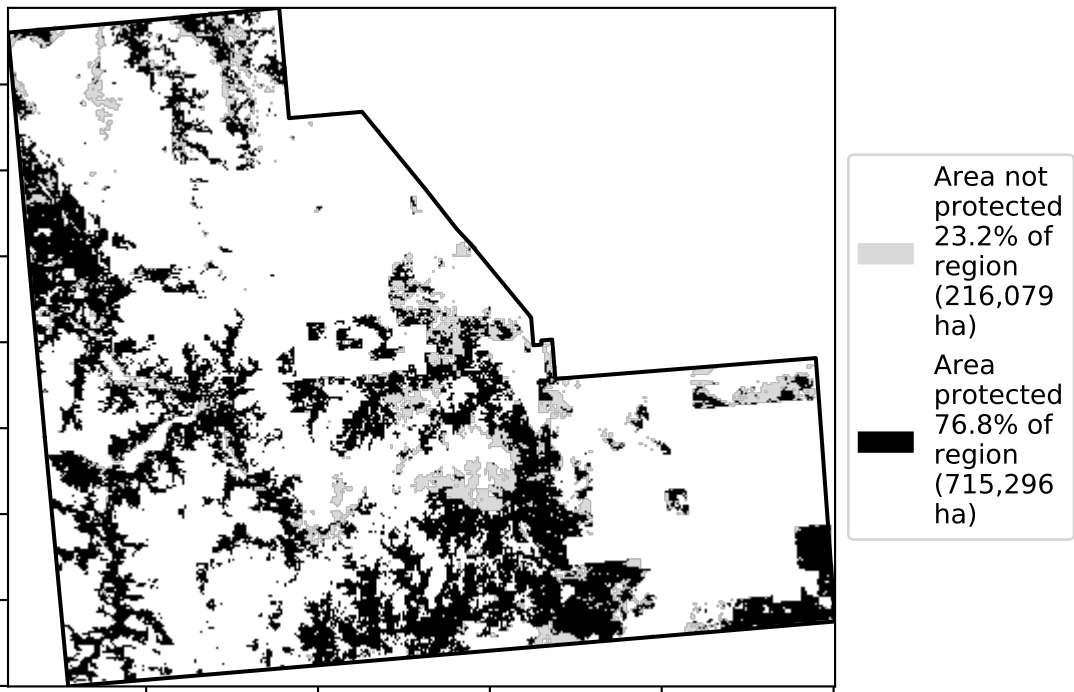 Area not
protected
23.2% of
region
(216,079
ha)
Area
protected
76.8% of
region
(715,296
ha)